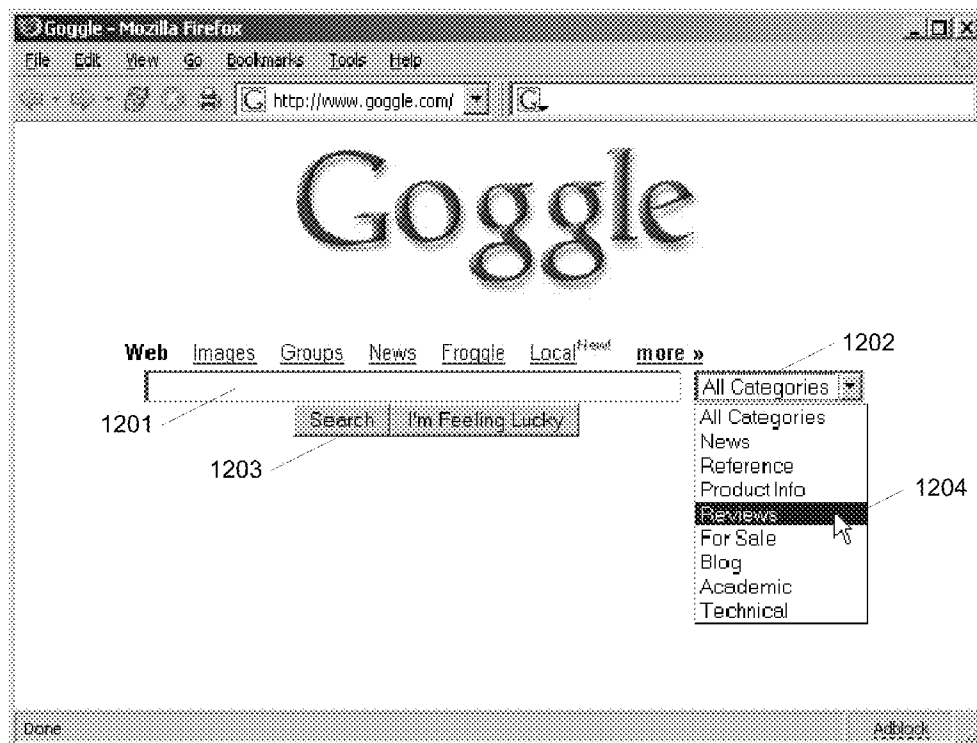 Goggle - Mozilla Firefox
File Edit View Go Bookmarks Tools Help
G http://www.goggle.com/ G
Goggle
Web Images Groups News Froggle Local New! more »
1202
All Categories
1201
Search I'm Feeling Lucky
1203
All Categories
News
Reference
Product Info
Reviews
1204
For Sale
Blog
Academic
Technical
Done Adblock